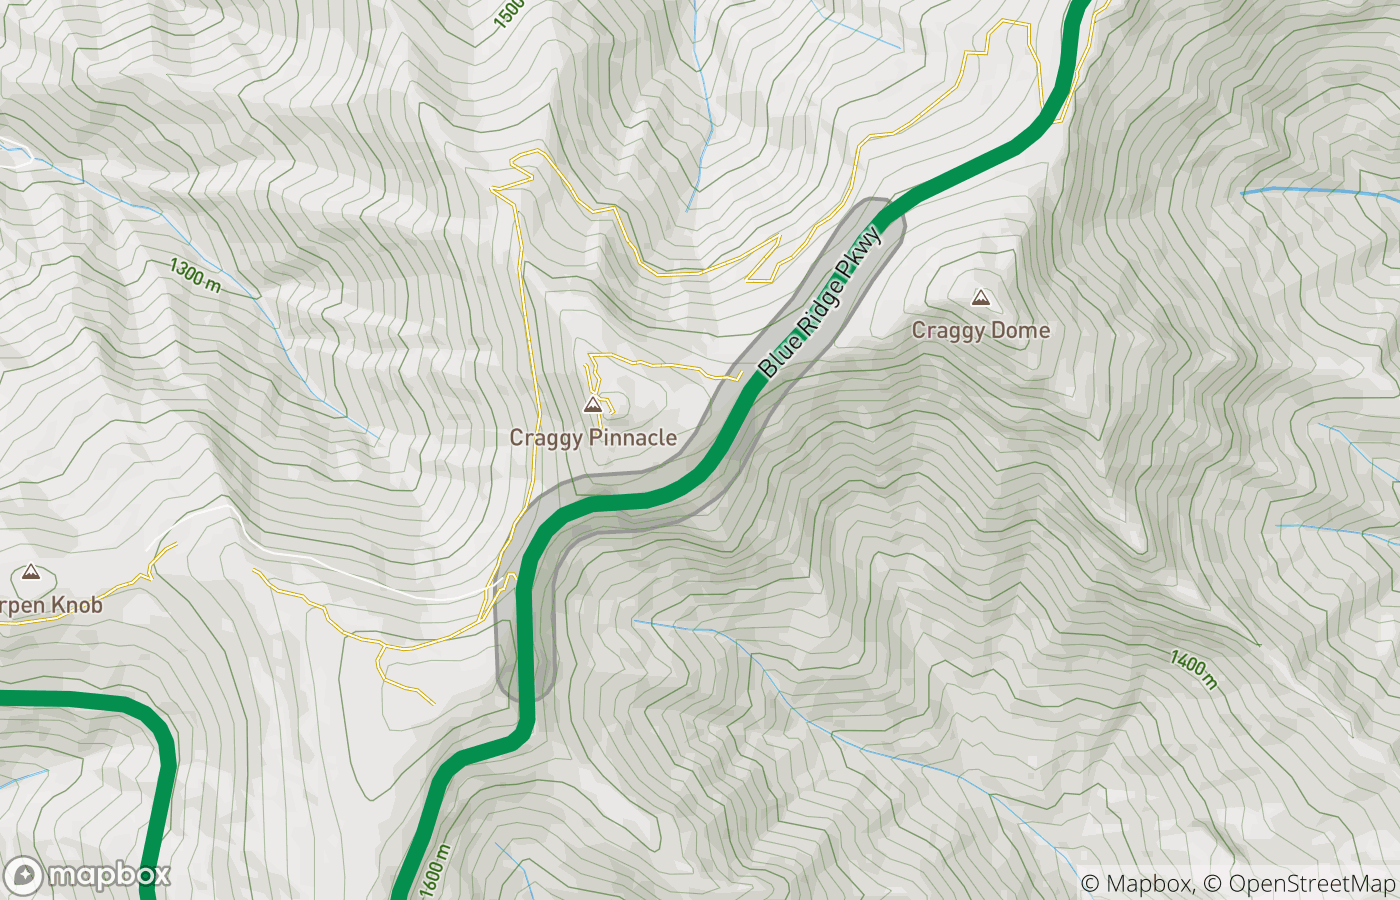 1500
1300 m
Blue Ridge Pkwy
Craggy Dome
Craggy Pinnacle
rpen Knob
1400 m
1600 m
mapbox
© Mapbox, © OpenStreetMap